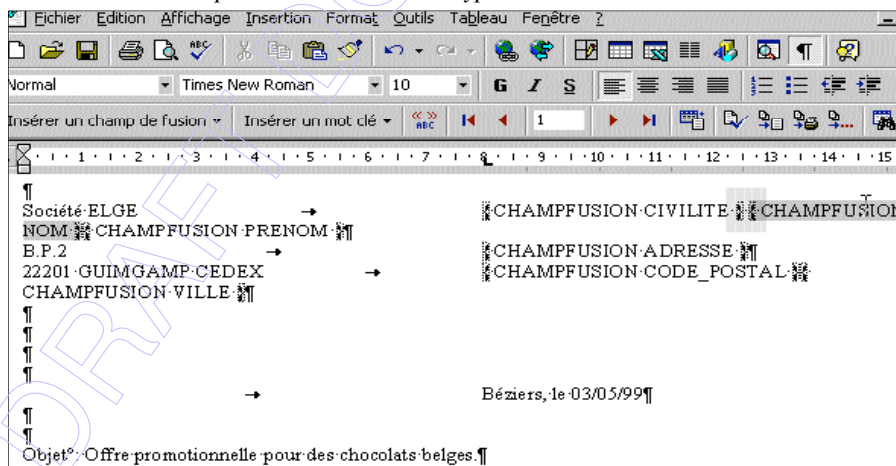 Fichier Edition Affichage Insertion Format Outils Tableau Fenêtre ?
Normal Times New Roman 10 G I S
Insérer un champ de fusion Insérer un mot clé «» ABC 1
1 2 3 4 5 6 7 8 9 10 11 12 13 14 15
¶
Société·ELGE → {·CHAMPFUSION·CIVILITE·}·{·CHAMPFUSION·
NOM·}·{·CHAMPFUSION·PRENOM·}¶
B.P.2 → {·CHAMPFUSION·ADRESSE·}¶
22201·GUIMGAMP·CEDEX → {·CHAMPFUSION·CODE_POSTAL·}·{·
CHAMPFUSION·VILLE·}¶
¶
¶
¶
¶
→ Béziers,·le·03/05/99¶
¶
¶
Objet°:·Offre·promotionnelle·pour·des·chocolats·belges.¶
DRAFT